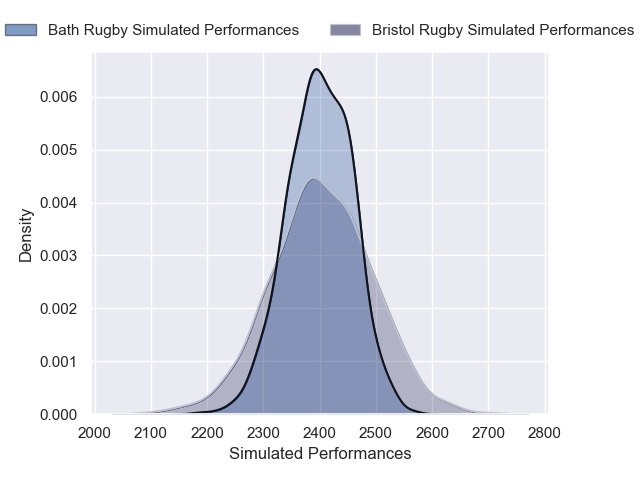 Bath Rugby Simulated Performances Bristol Rugby Simulated Performances
0.006
0.005
0.004
0.003
0.002
0.001
0.000
Density
2000 2100 2200 2300 2400 2500 2600 2700 2800
Simulated Performances